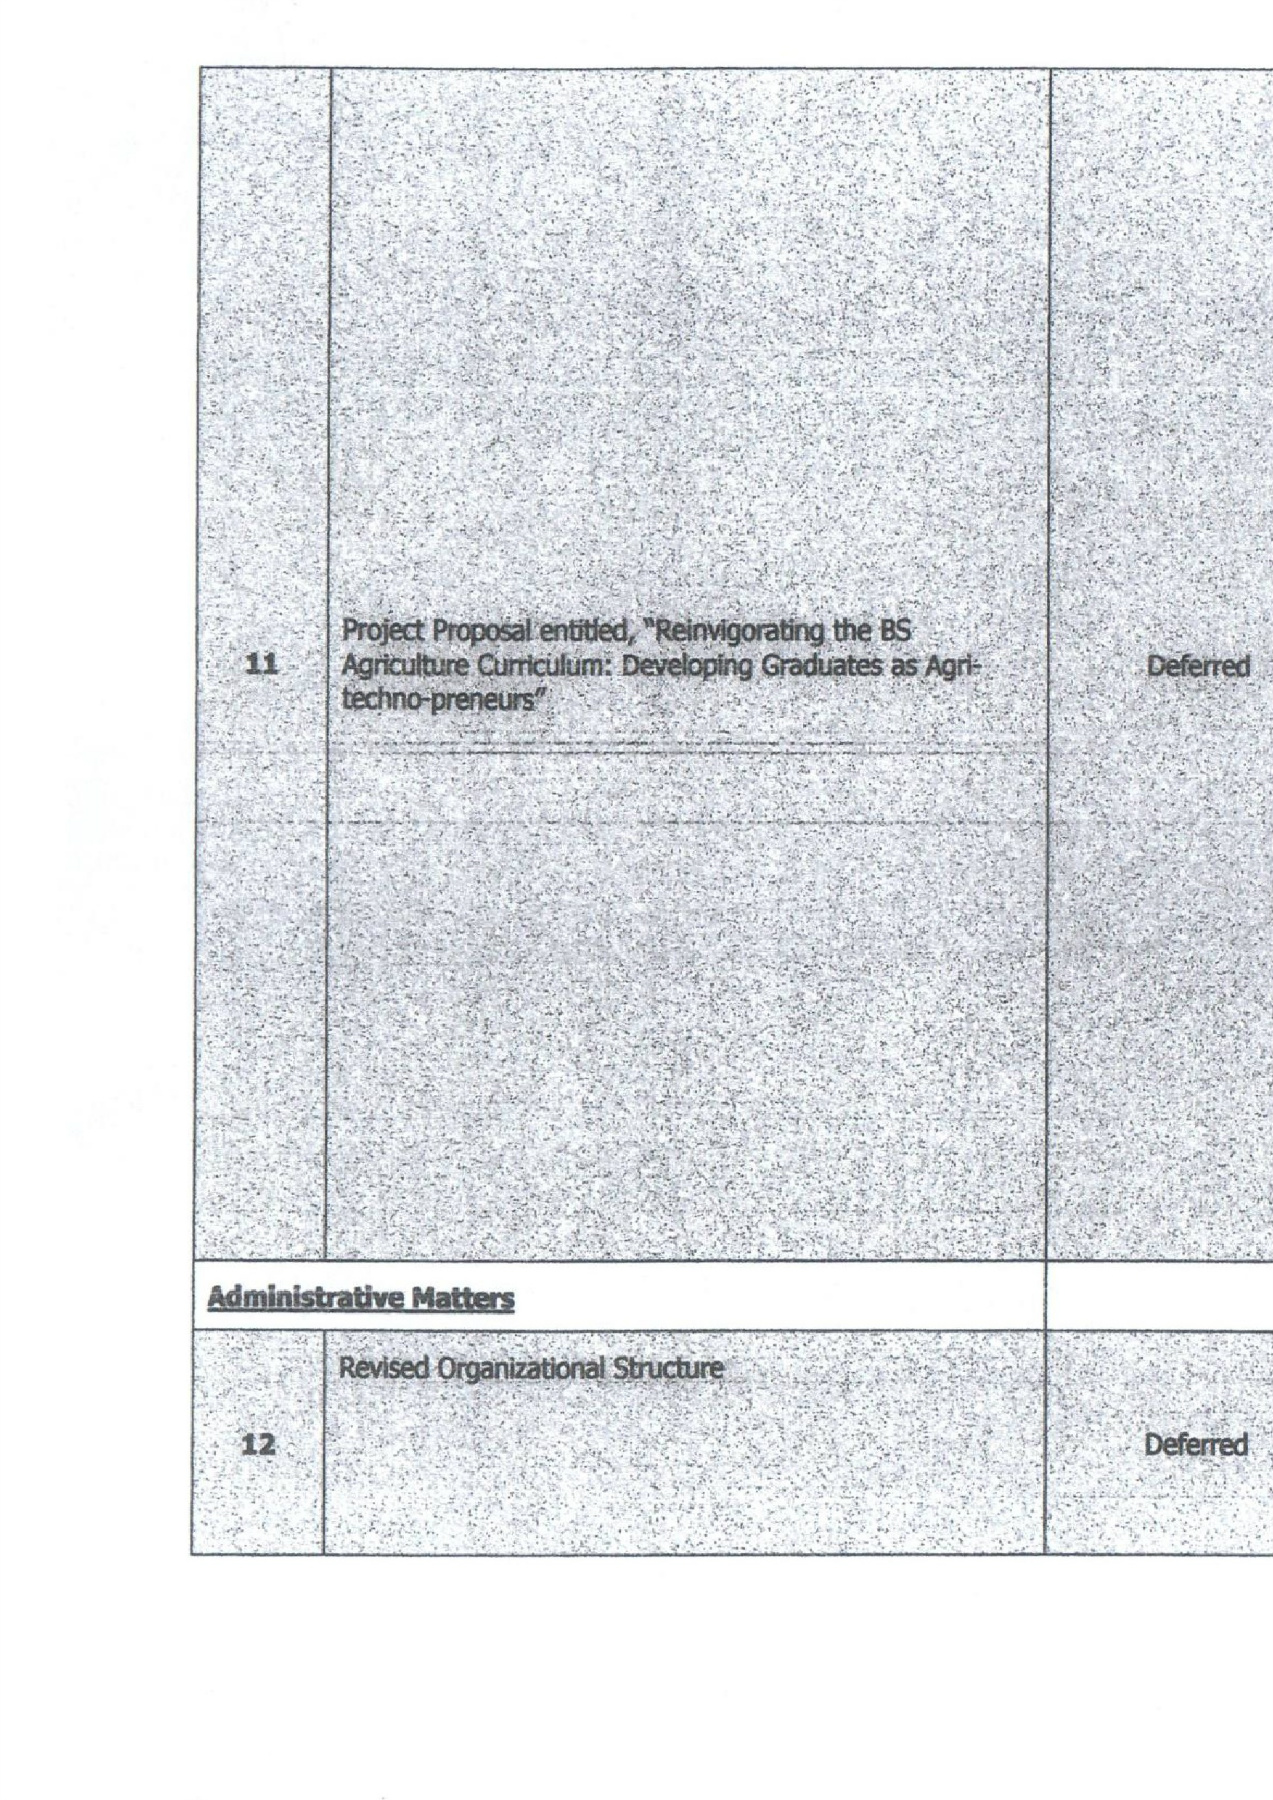 Project Proposal entitled, “Reinvigorating the BS
11 Agriculture Curriculum: Developing Graduates as Agri- Deferred
techno-preneurs”
Administrative Matters
Revised Organizational Structure
12 Deferred